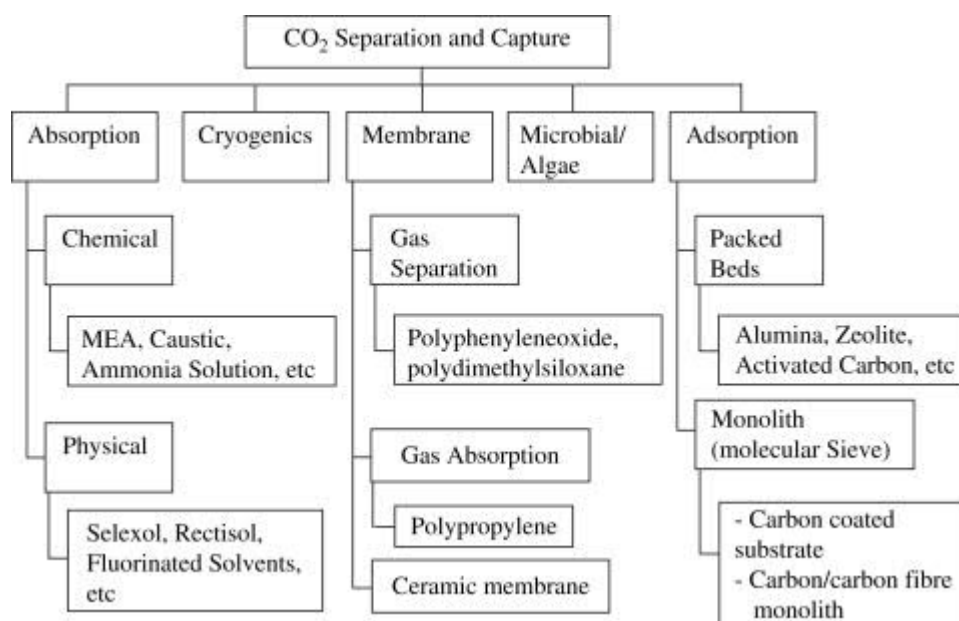 CO2 Separation and Capture
Absorption
Cryogenics
Membrane
Microbial/
Algae
Adsorption
Chemical
MEA, Caustic,
Ammonia Solution, etc
Physical
Selexol, Rectisol,
Fluorinated Solvents,
etc
Gas
Separation
Polyphenyleneoxide,
polydimethylsiloxane
Gas Absorption
Polypropylene
Ceramic membrane
Packed
Beds
Alumina, Zeolite,
Activated Carbon, etc
Monolith
(molecular Sieve)
- Carbon coated
substrate
- Carbon/carbon fibre
monolith